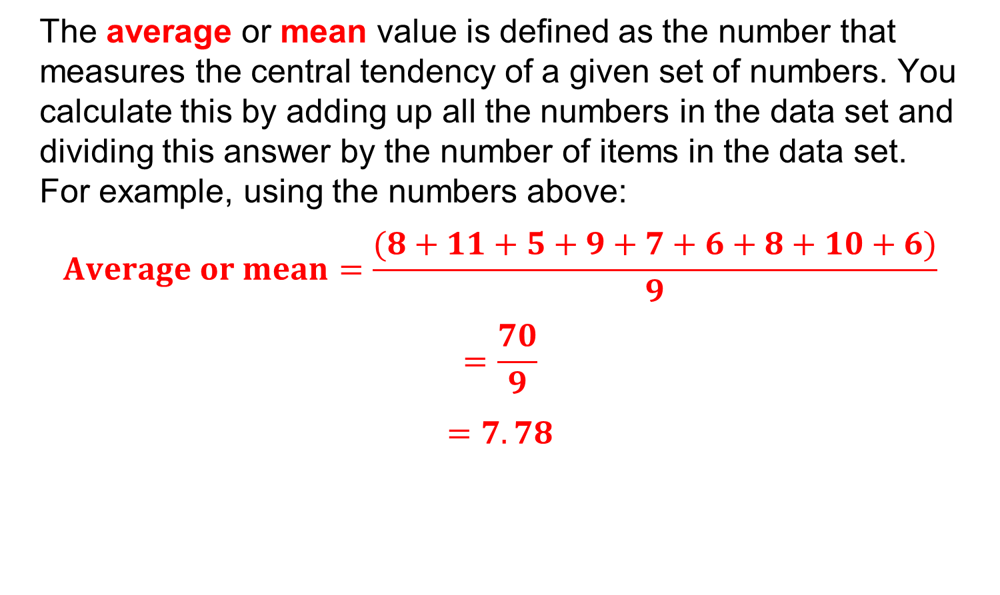 The average or mean value is defined as the number that
measures the central tendency of a given set of numbers. You
calculate this by adding up all the numbers in the data set and
dividing this answer by the number of items in the data set.
For example, using the numbers above:
Average or mean = (8 + 11 + 5 + 9 + 7 + 6 + 8 + 10 + 6)
9
= 70
9
= 7.78